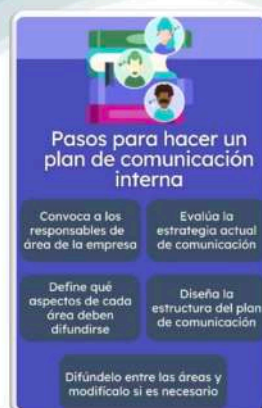 Pasos para hacer un
plan de comunicación
interna
Convoca a los
responsables de
área de la empresa
Evalúa la
estrategia actual
de comunicación
Define qué
aspectos de cada
área deben
difundirse
Diseña la
estructura del plan
de comunicación
Difúndelo entre las áreas y
modifícalo si es necesario